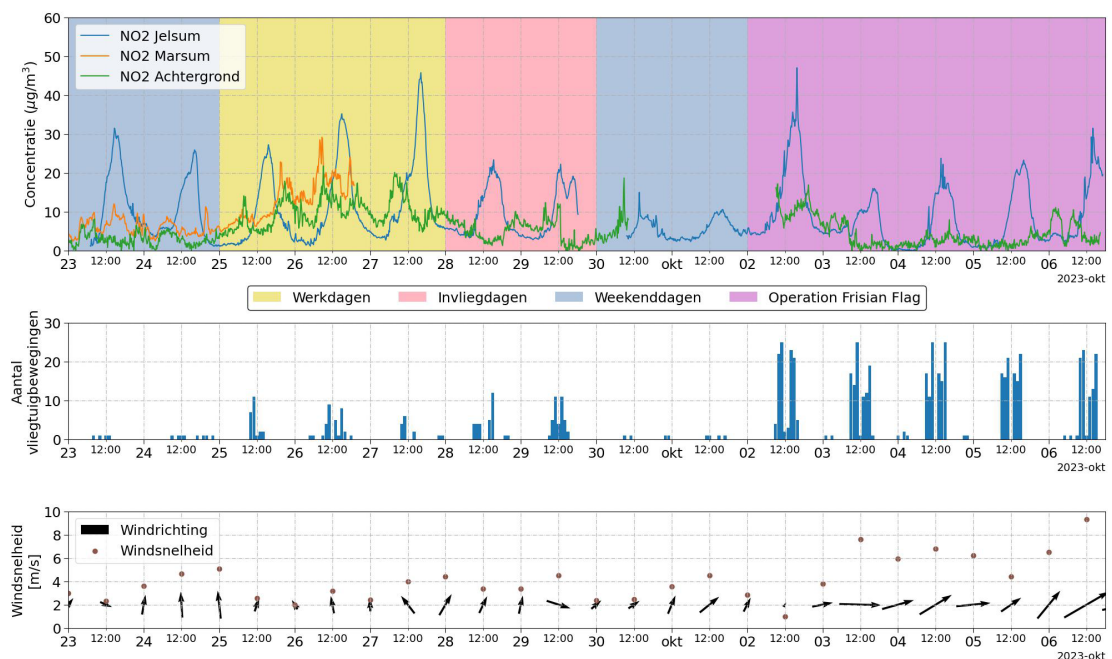 Concentratie (μg/m³)
60
50
40
30
20
10
0
NO2 Jelsum
NO2 Marsum
NO2 Achtergrond
23 12:00 24 12:00 25 12:00 26 12:00 27 12:00 28 12:00 29 12:00 30 12:00 okt 12:00 02 12:00 03 12:00 04 12:00 05 12:00 06 12:00
2023-okt
Werkdagen Invliegdagen Weekenddagen Operation Frisian Flag
Aantal
vliegtuigbewegingen
30
20
10
0
23 12:00 24 12:00 25 12:00 26 12:00 27 12:00 28 12:00 29 12:00 30 12:00 okt 12:00 02 12:00 03 12:00 04 12:00 05 12:00 06 12:00
2023-okt
Windsnelheid
[m/s]
10
8
6
4
2
0
Windrichting
Windsnelheid
23 12:00 24 12:00 25 12:00 26 12:00 27 12:00 28 12:00 29 12:00 30 12:00 okt 12:00 02 12:00 03 12:00 04 12:00 05 12:00 06 12:00
2023-okt